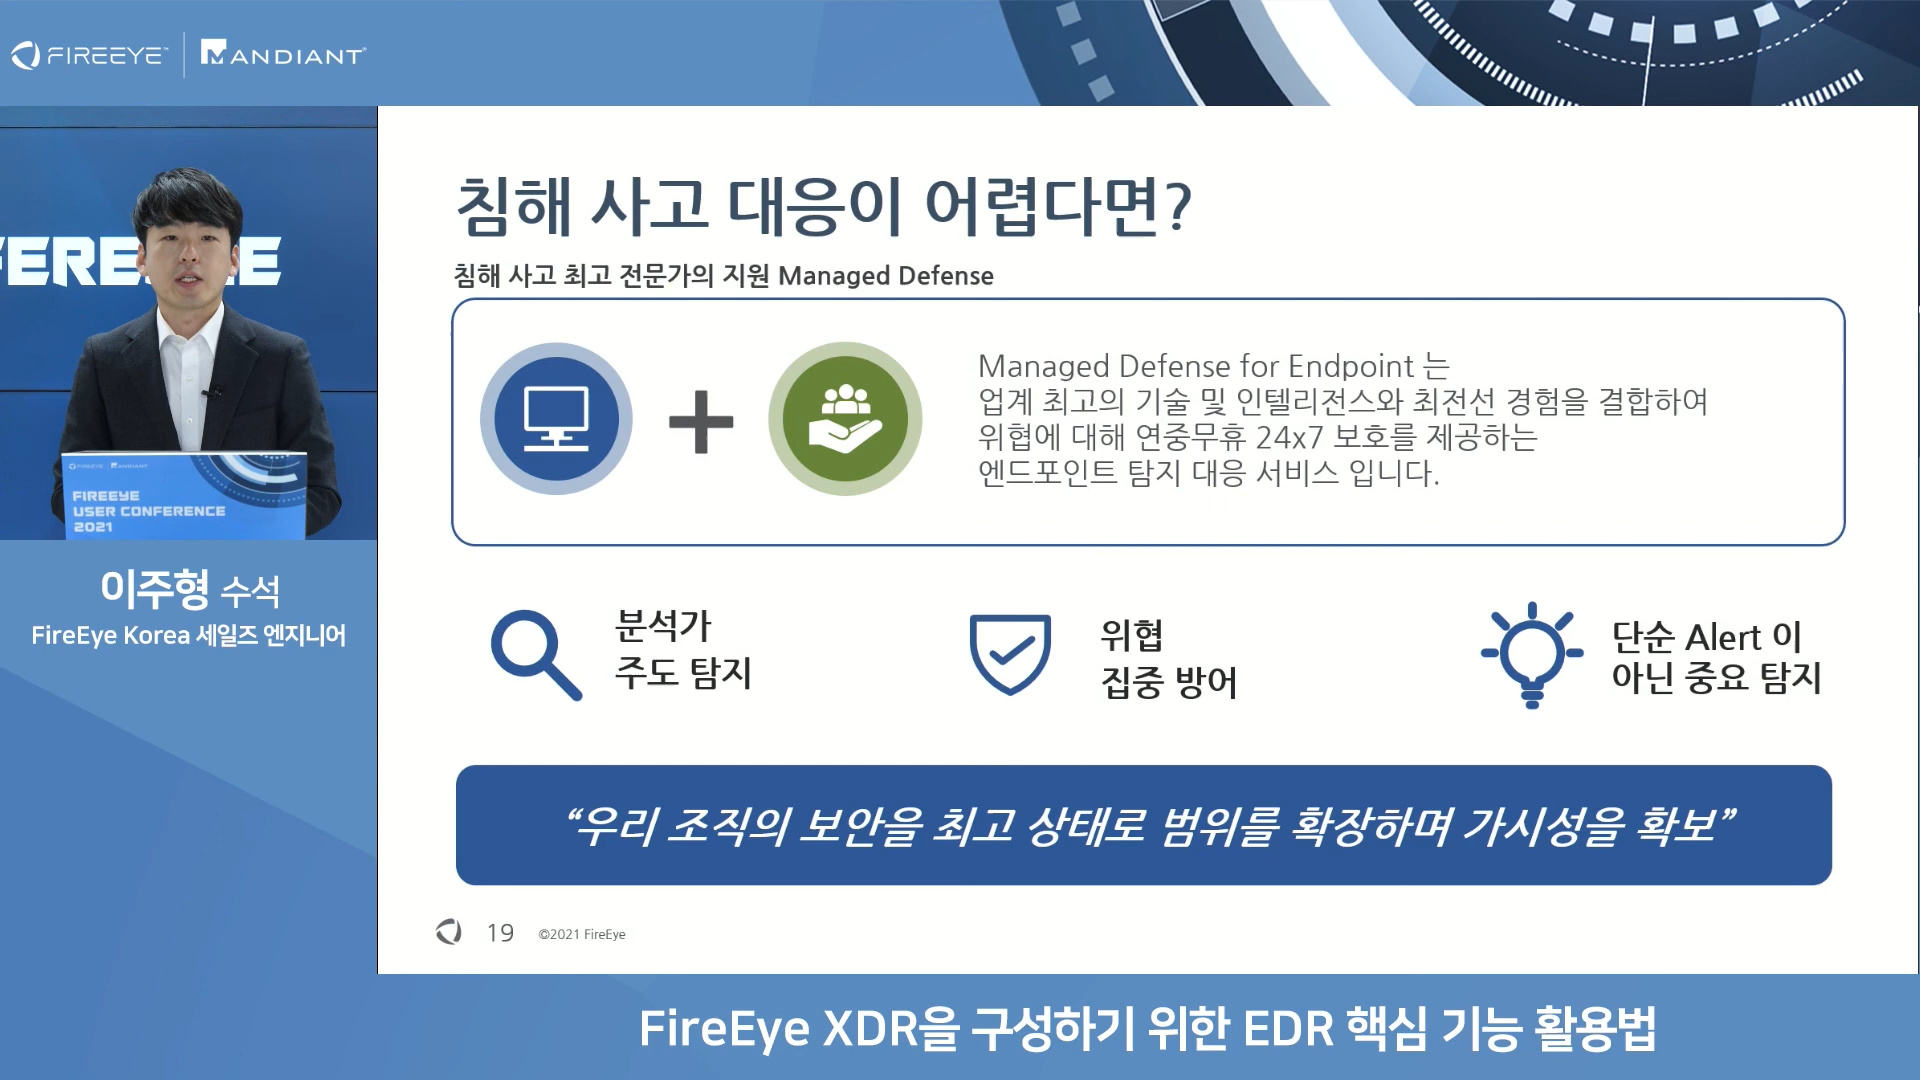 FIREEYE™ MANDIANT®
FERE E
FIREEYE MANDIANT
FIREEYE
USER CONFERENCE
2021
이주형 수석
FireEye Korea 세일즈 엔지니어
침해 사고 대응이 어렵다면?
침해 사고 최고 전문가의 지원 Managed Defense
Managed Defense for Endpoint 는
업계 최고의 기술 및 인텔리전스와 최전선 경험을 결합하여
위협에 대해 연중무휴 24x7 보호를 제공하는
엔드포인트 탐지 대응 서비스 입니다.
분석가
주도 탐지
위협
집중 방어
단순 Alert 이
아닌 중요 탐지
“우리 조직의 보안을 최고 상태로 범위를 확장하며 가시성을 확보”
19 ©2021 FireEye
FireEye XDR을 구성하기 위한 EDR 핵심 기능 활용법